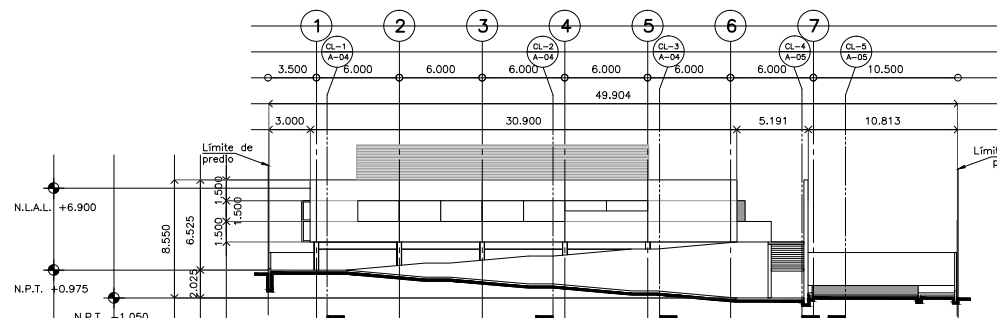 1 2 3 4 5 6 7
CL-1
A-04
CL-2
A-04
CL-3
A-04
CL-4
A-05
CL-5
A-05
3.500 6.000 6.000 6.000 6.000 6.000 6.000 10.500
49.904
3.000 30.900 5.191 10.813
Límite de
predio
Límit
p
N.L.A.L. +6.900
8.550
6.525
1.500
1.500
1.500
2.025
N.P.T. +0.975
N.P.T. -1.050